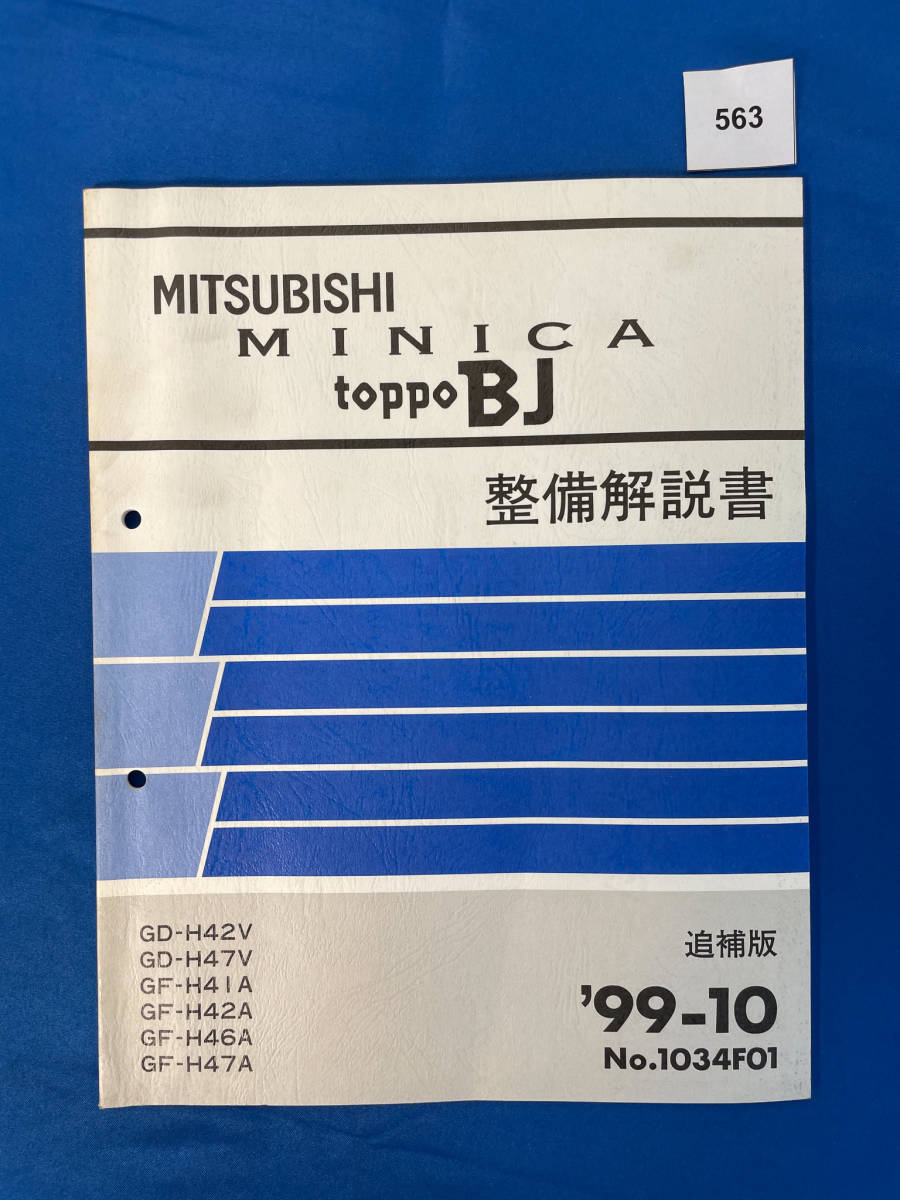 563
MITSUBISHI
MINICA
toppo BJ
整備解説書
GD-H42V
GD-H47V
GF-H41A
GF-H42A
GF-H46A
GF-H47A
追補版
'99-10
No.1034F01